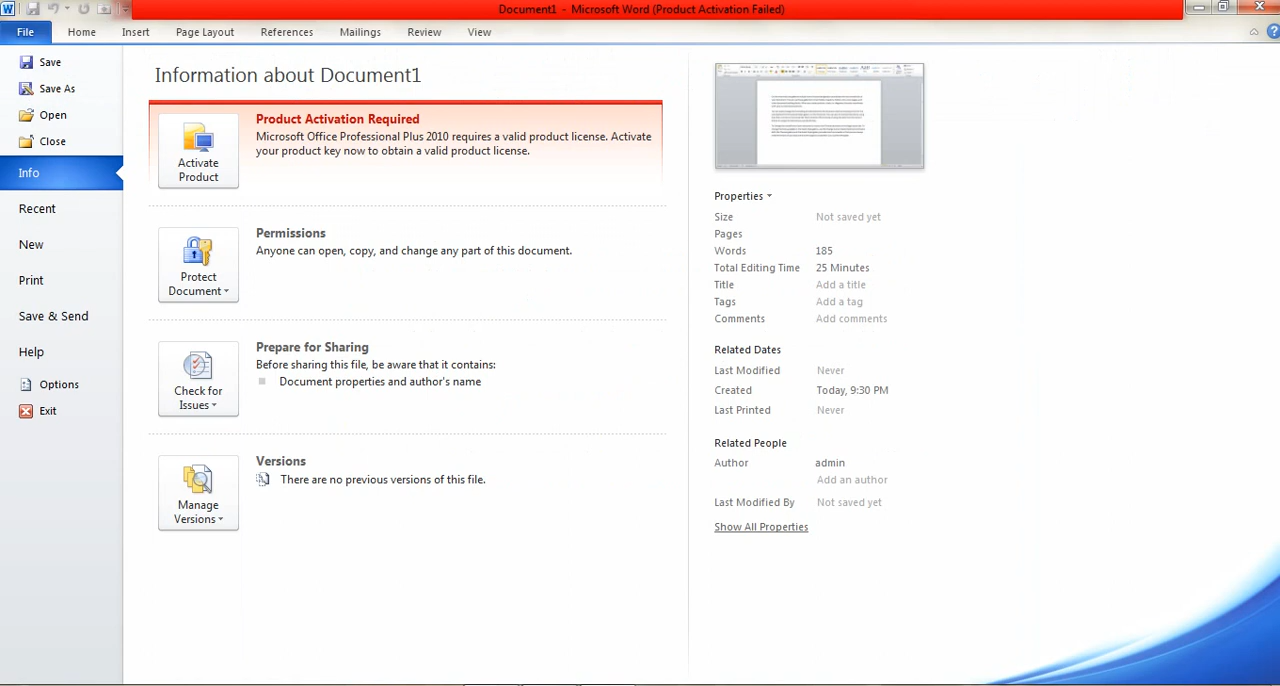 Document1 - Microsoft Word (Product Activation Failed)
File Home Insert Page Layout References Mailings Review View
Save
Save As
Open
Close
Info
Recent
New
Print
Save & Send
Help
Options
Exit
Information about Document1
Activate
Product
Product Activation Required
Microsoft Office Professional Plus 2010 requires a valid product license. Activate
your product key now to obtain a valid product license.
Protect
Document
Permissions
Anyone can open, copy, and change any part of this document.
Check for
Issues
Prepare for Sharing
Before sharing this file, be aware that it contains:
Document properties and author's name
Manage
Versions
Versions
There are no previous versions of this file.
Properties
Size Not saved yet
Pages
Words 185
Total Editing Time 25 Minutes
Title Add a title
Tags Add a tag
Comments Add comments
Related Dates
Last Modified Never
Created Today, 9:30 PM
Last Printed Never
Related People
Author admin
Add an author
Last Modified By Not saved yet
Show All Properties